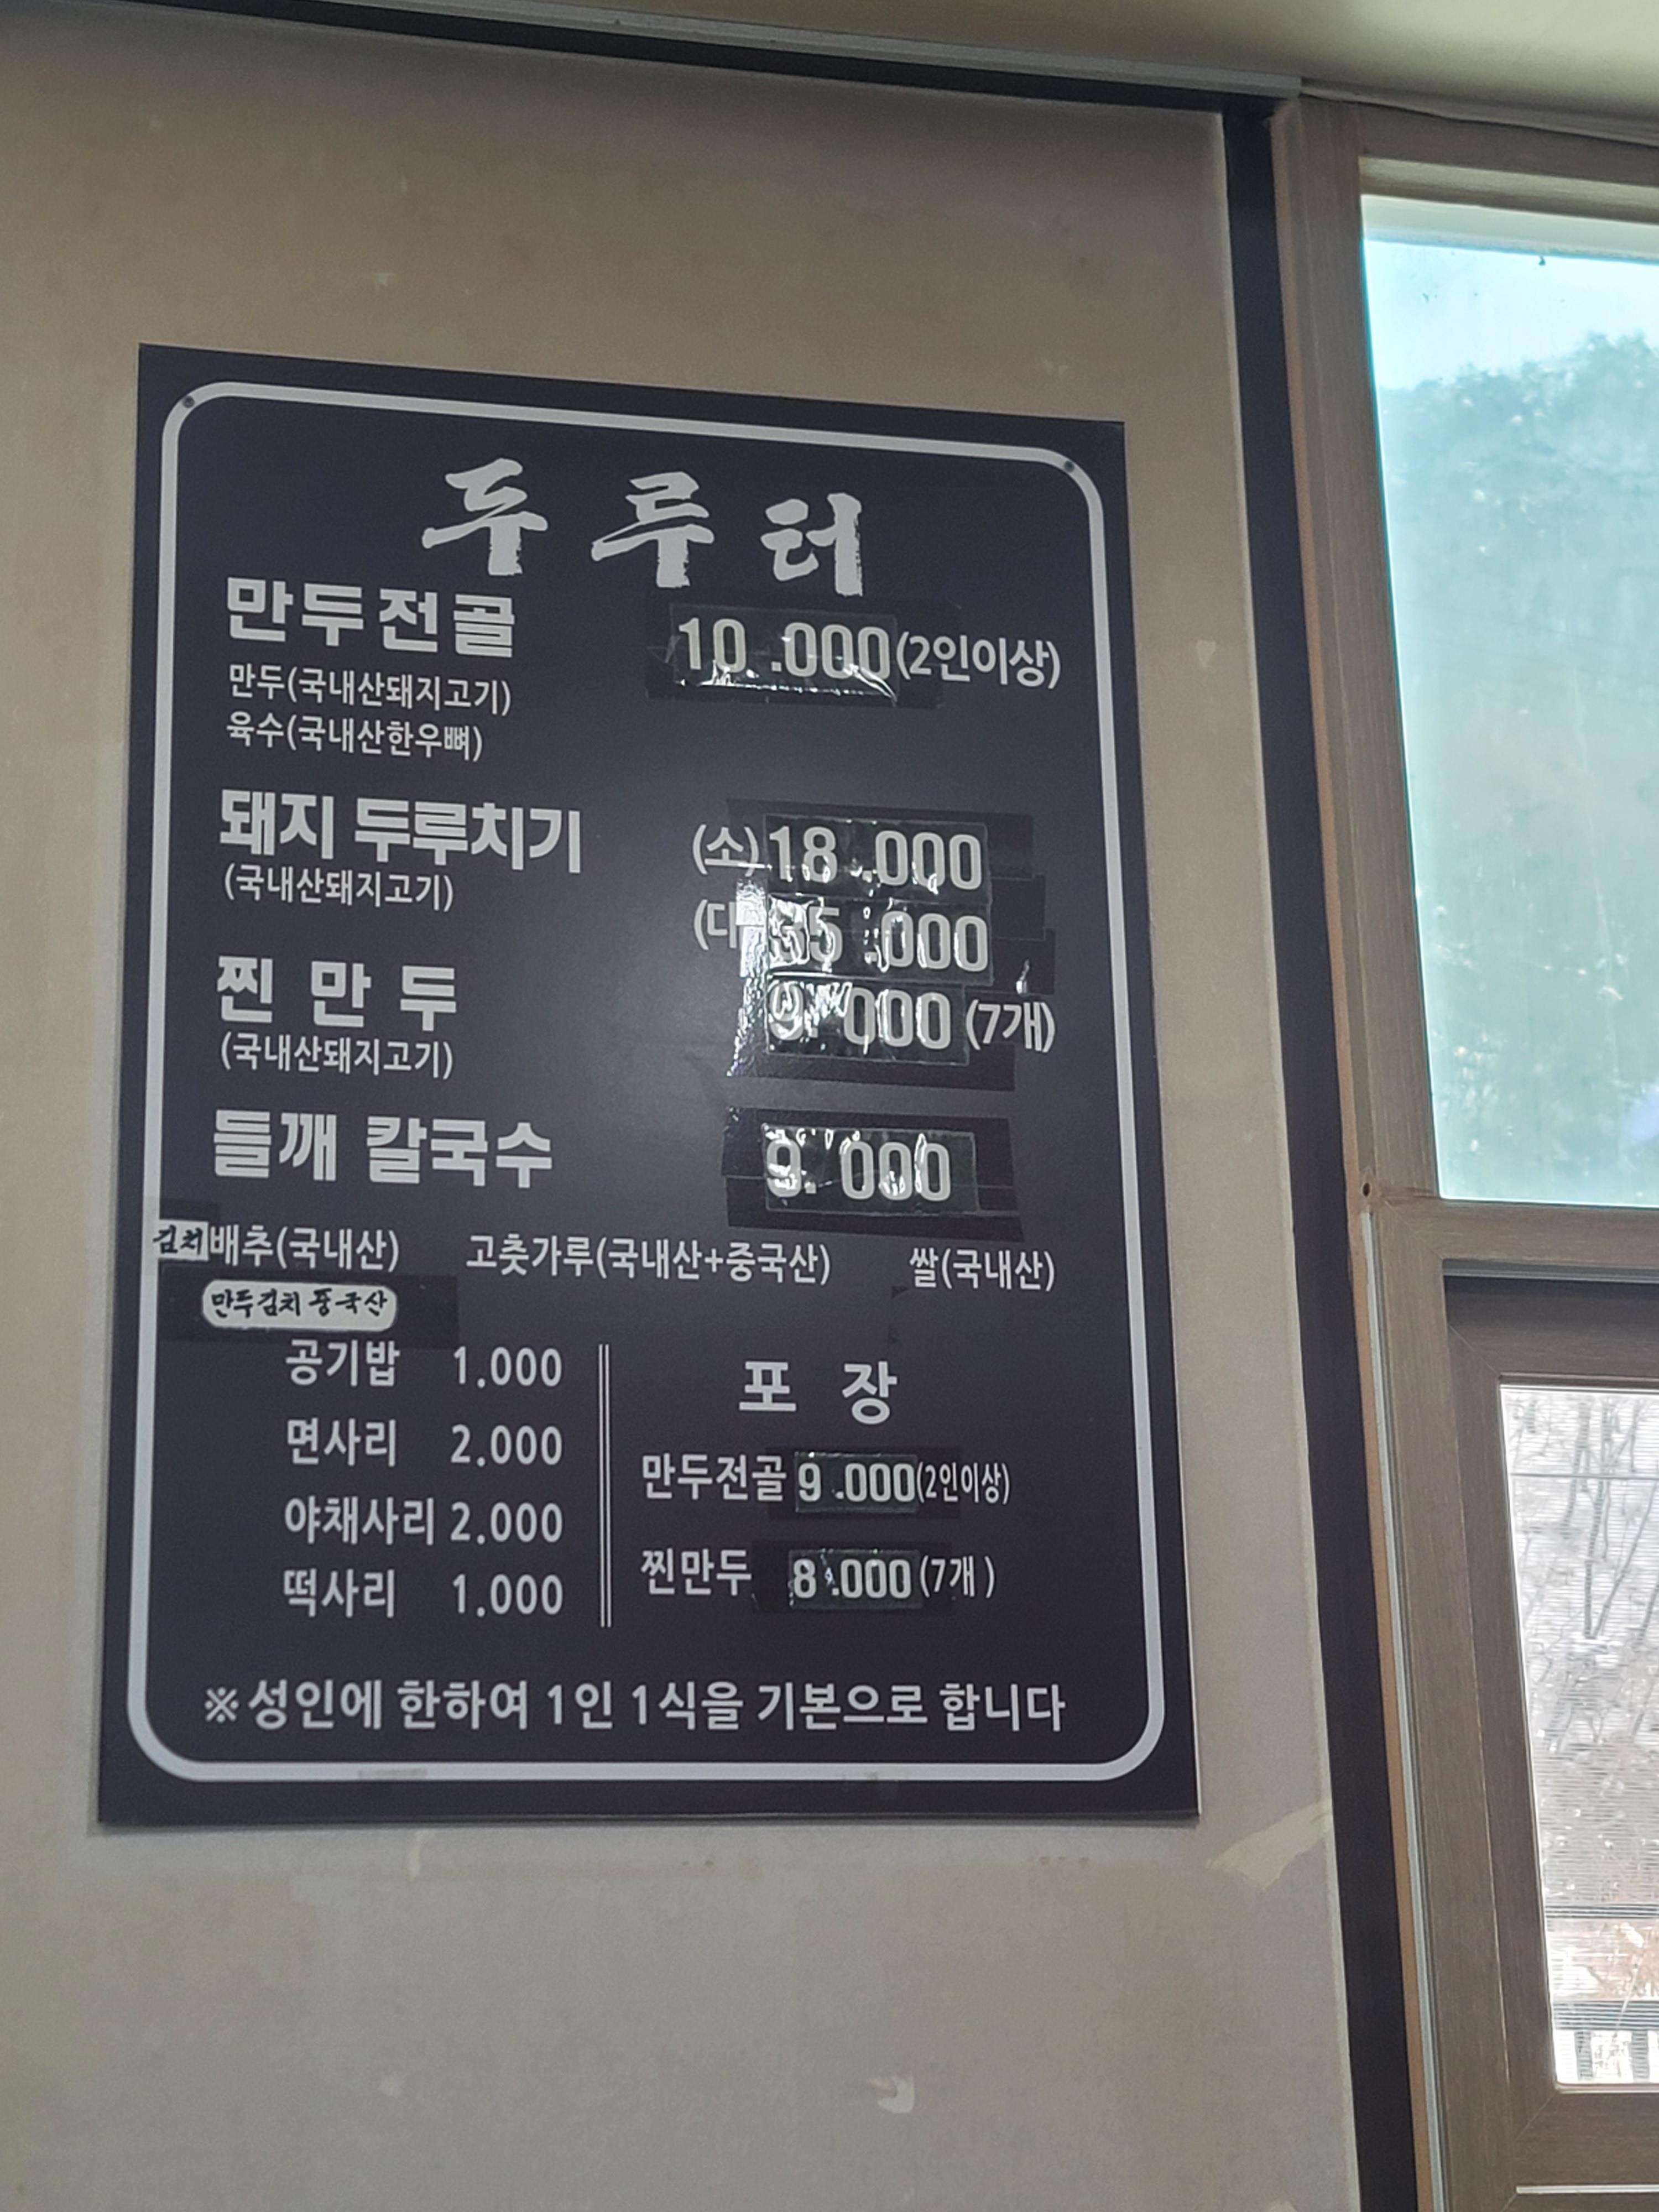 두루터
만두전골 10.000(2인이상)
만두(국내산돼지고기)
육수(국내산한우뼈)
돼지 두루치기 (소)18.000
(국내산돼지고기)
(대)35.000
찐만두 9.000(7개)
(국내산돼지고기)
들깨 칼국수 9.000
김치배추(국내산) 고춧가루(국내산+중국산) 쌀(국내산)
만두김치 중국산
공기밥 1.000
면사리 2.000
야채사리 2.000
떡사리 1.000
포장
만두전골 9.000(2인이상)
찐만두 8.000(7개)
※성인에 한하여 1인 1식을 기본으로 합니다